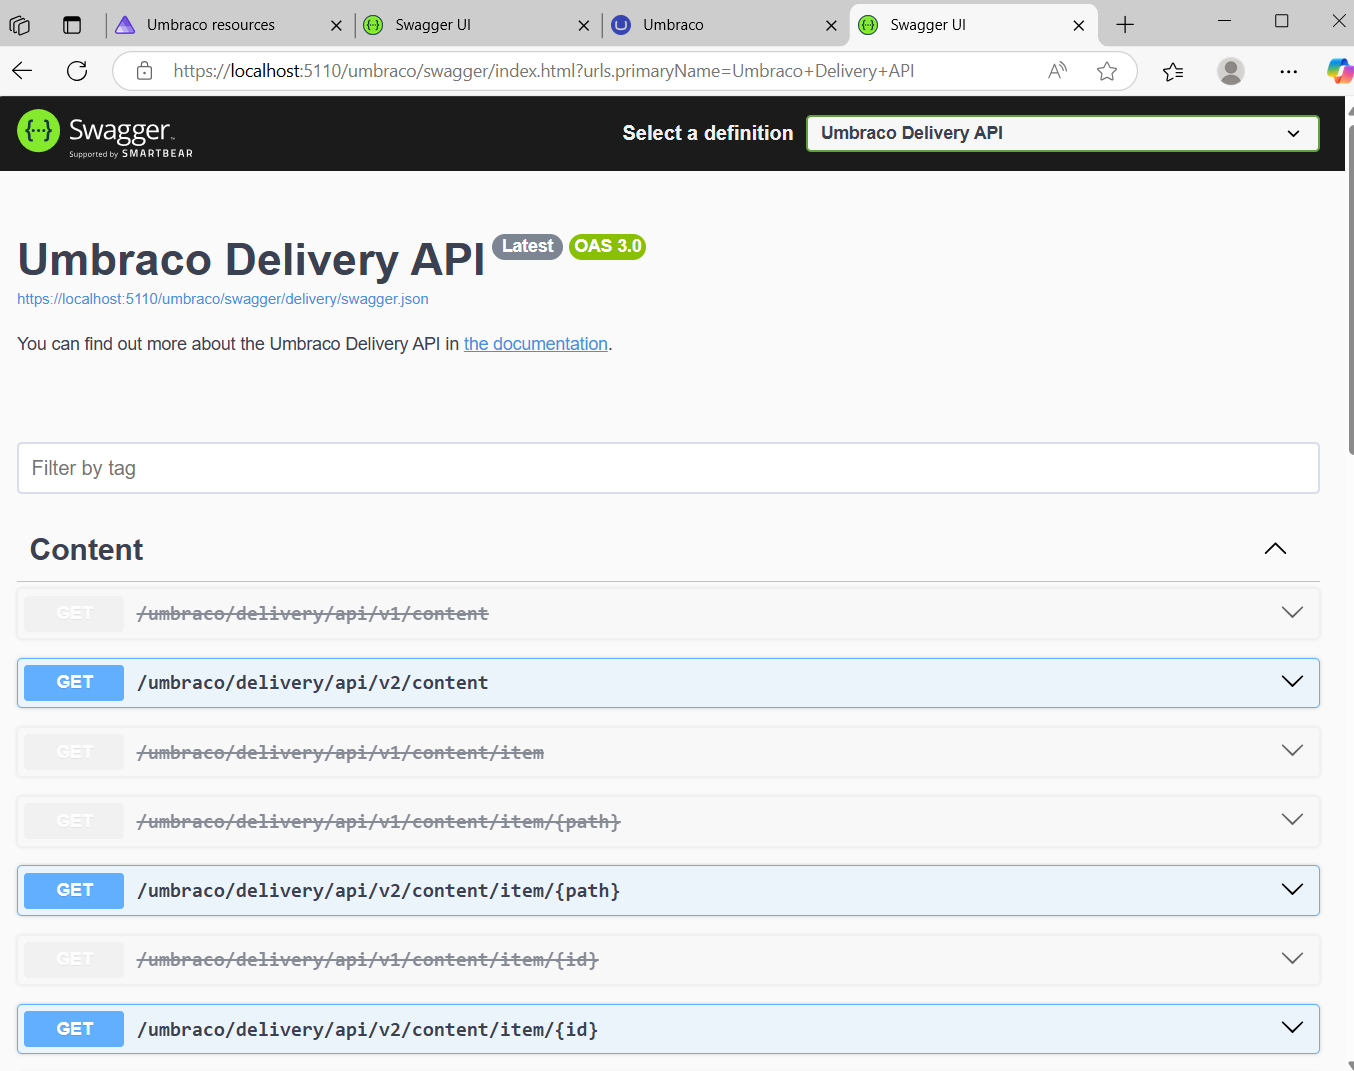 Umbraco resources
Swagger UI
Umbraco
Swagger UI
https://localhost:5110/umbraco/swagger/index.html?urls.primaryName=Umbraco+Delivery+API
Swagger
Supported by SMARTBEAR
Select a definition
Umbraco Delivery API
Umbraco Delivery API Latest OAS 3.0
https://localhost:5110/umbraco/swagger/delivery/swagger.json
You can find out more about the Umbraco Delivery API in the documentation.
Filter by tag
Content
GET /umbraco/delivery/api/v1/content
GET /umbraco/delivery/api/v2/content
GET /umbraco/delivery/api/v1/content/item
GET /umbraco/delivery/api/v1/content/item/{path}
GET /umbraco/delivery/api/v2/content/item/{path}
GET /umbraco/delivery/api/v1/content/item/{id}
GET /umbraco/delivery/api/v2/content/item/{id}